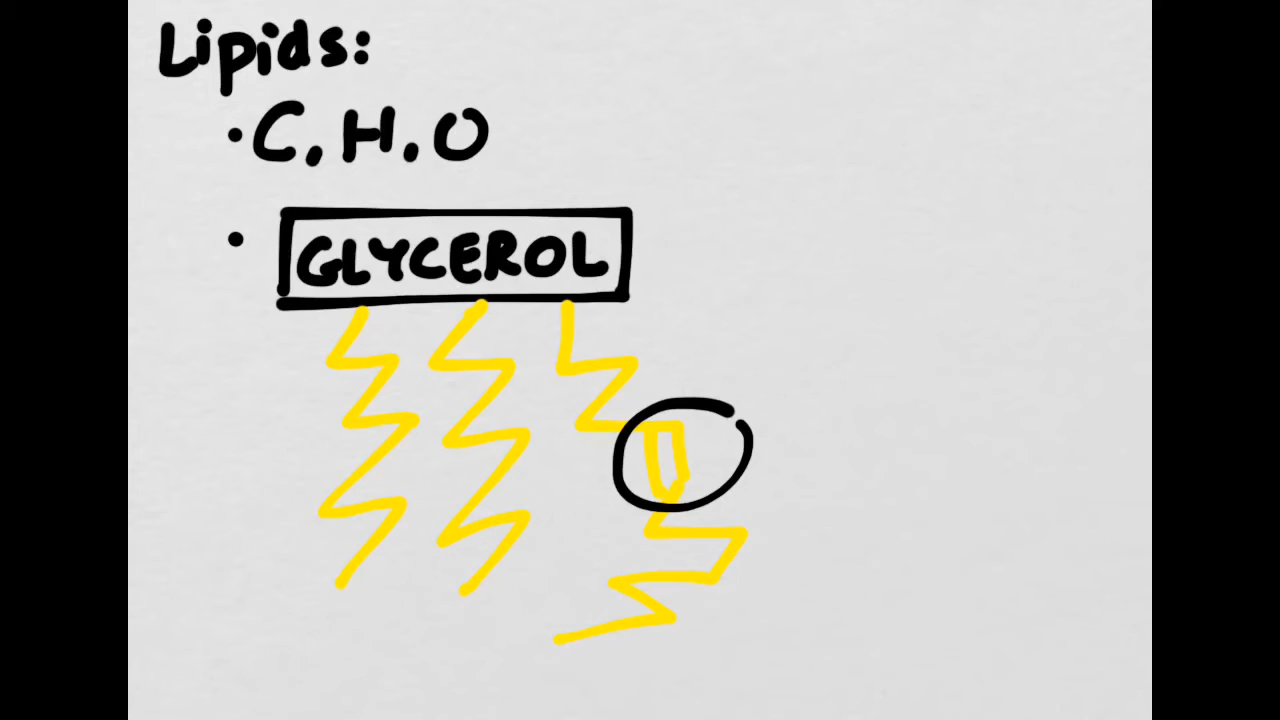 Lipids:
• C, H, O
• GLYCEROL